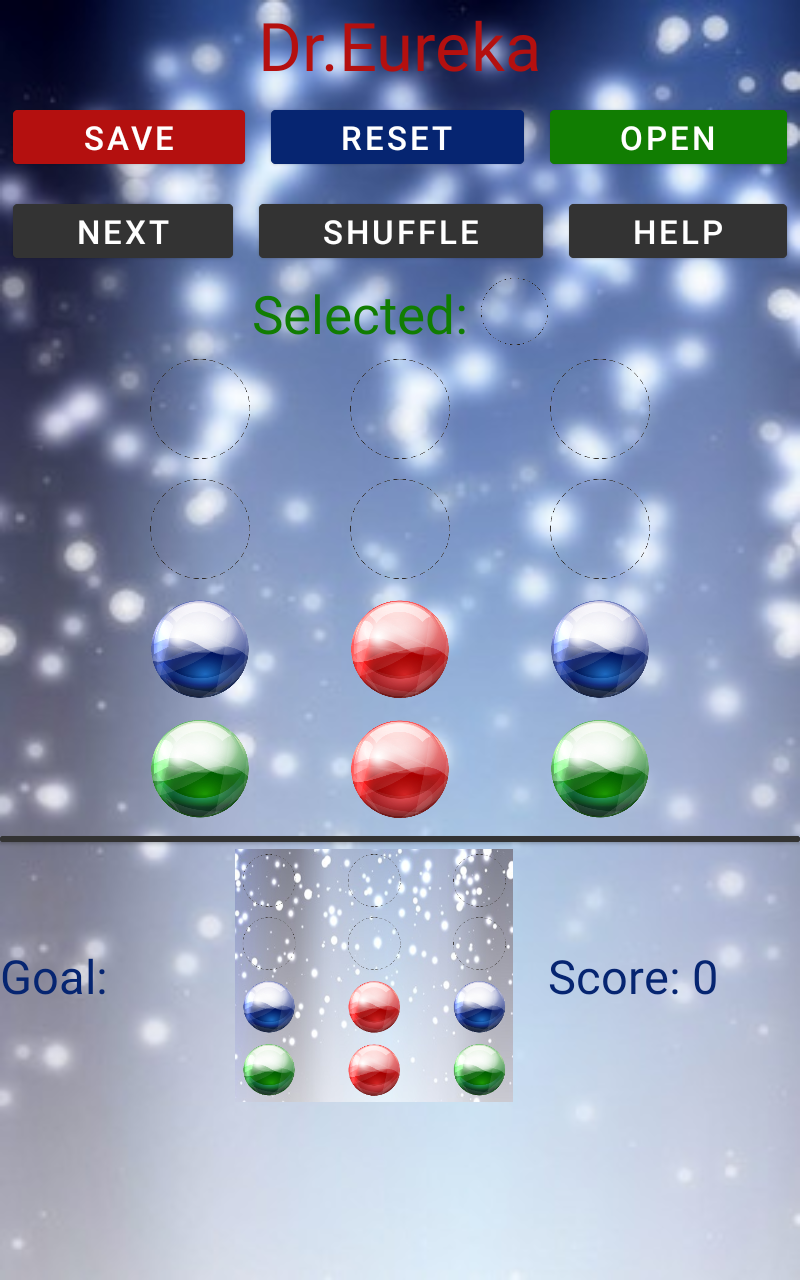 Dr.Eureka
SAVE RESET OPEN
NEXT SHUFFLE HELP
Selected:
Goal: Score: 0